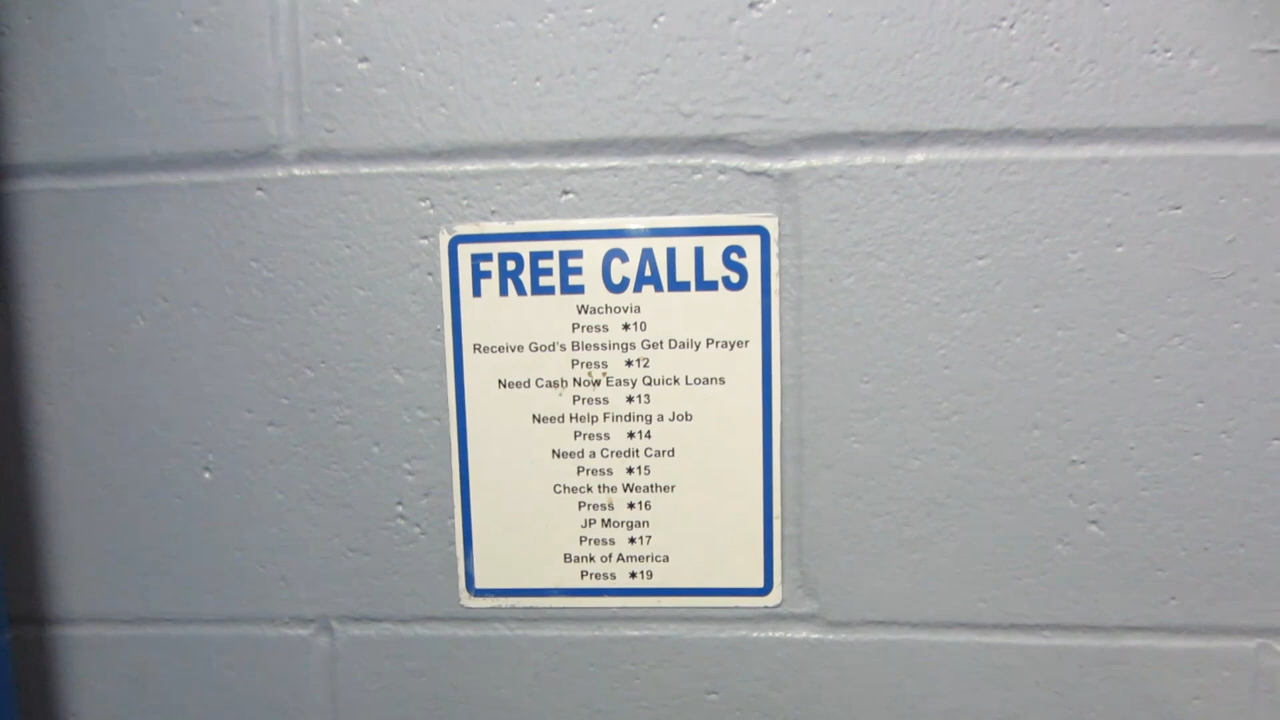 FREE CALLS
Wachovia
Press ✶10
Receive God's Blessings Get Daily Prayer
Press ✶12
Need Cash Now Easy Quick Loans
Press ✶13
Need Help Finding a Job
Press ✶14
Need a Credit Card
Press ✶15
Check the Weather
Press ✶16
JP Morgan
Press ✶17
Bank of America
Press ✶19